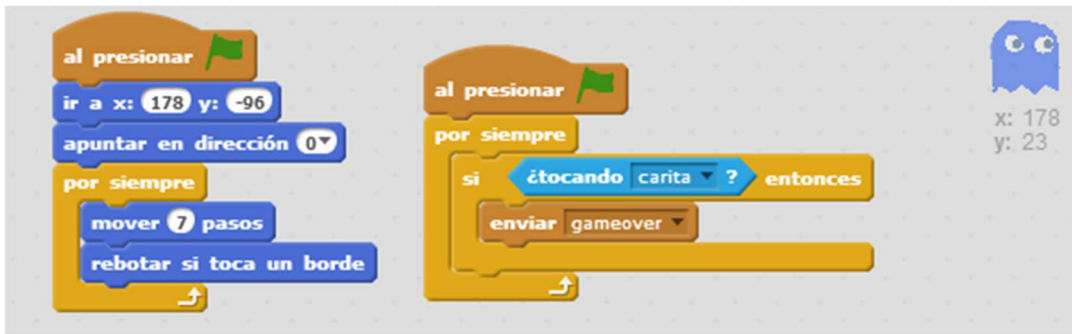 al presionar
ir a x: 178 y: -96
apuntar en dirección 0
por siempre
mover 7 pasos
rebotar si toca un borde
al presionar
por siempre
si ¿tocando carita ? entonces
enviar gameover
x: 178
y: 23